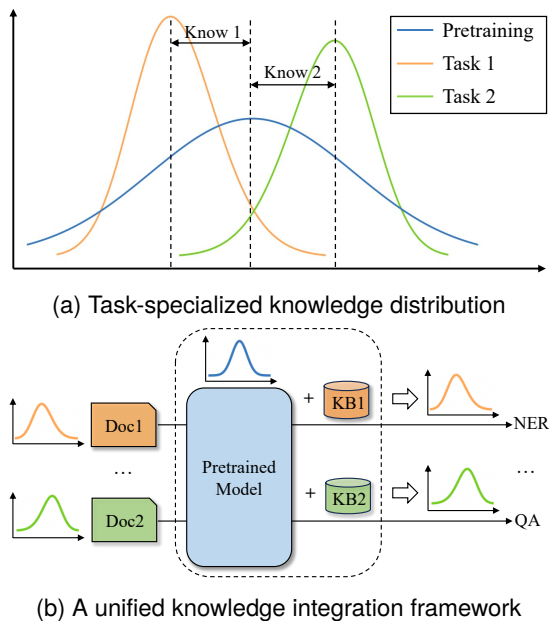 Know 1
Know 2
Pretraining
Task 1
Task 2
(a) Task-specialized knowledge distribution
Doc1
...
Doc2
Pretrained
Model
+ KB1
+ KB2
NER
...
QA
(b) A unified knowledge integration framework